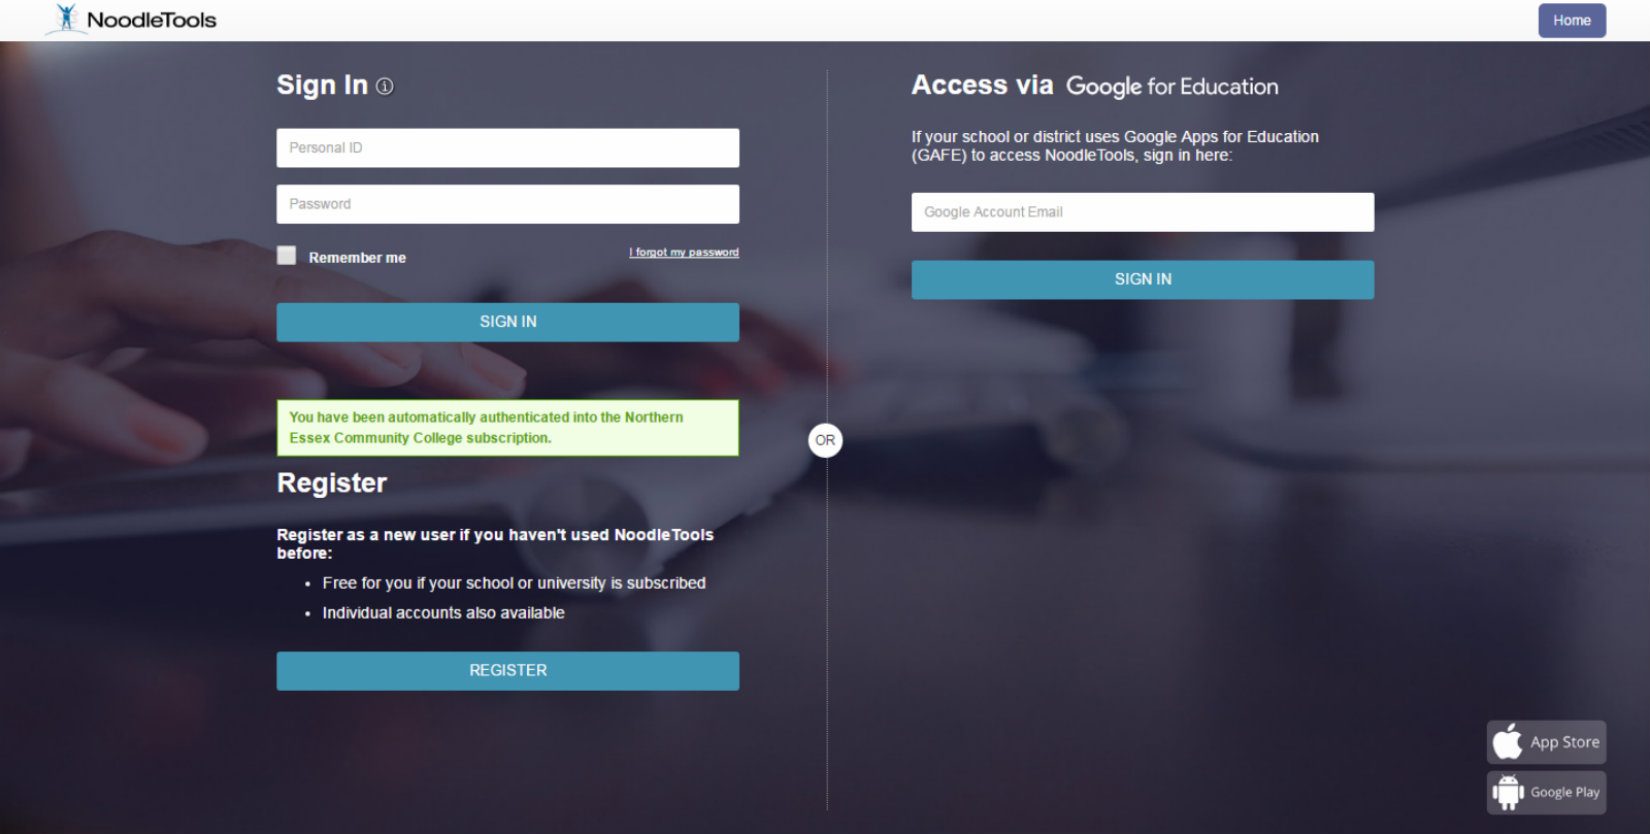 NoodleTools
Home
Sign In
Personal ID
Password
Remember me
I forgot my password
SIGN IN
You have been automatically authenticated into the Northern
Essex Community College subscription.
Register
Register as a new user if you haven't used NoodleTools
before:
• Free for you if your school or university is subscribed
• Individual accounts also available
REGISTER
OR
Access via Google for Education
If your school or district uses Google Apps for Education
(GAFE) to access NoodleTools, sign in here:
Google Account Email
SIGN IN
App Store
Google Play